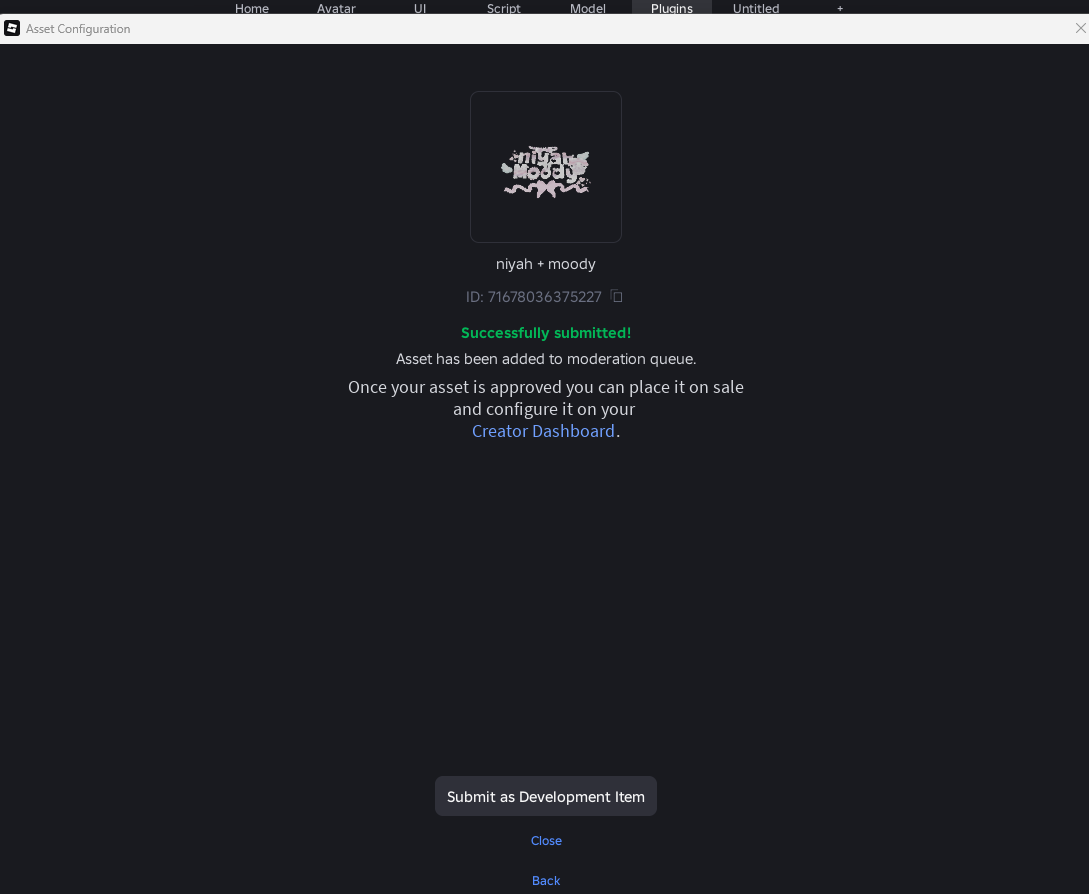 Home Avatar UI Script Model Plugins Untitled +
Asset Configuration
niyah
Moody
niyah + moody
ID: 71678036375227
Successfully submitted!
Asset has been added to moderation queue.
Once your asset is approved you can place it on sale
and configure it on your
Creator Dashboard.
Submit as Development Item
Close
Back